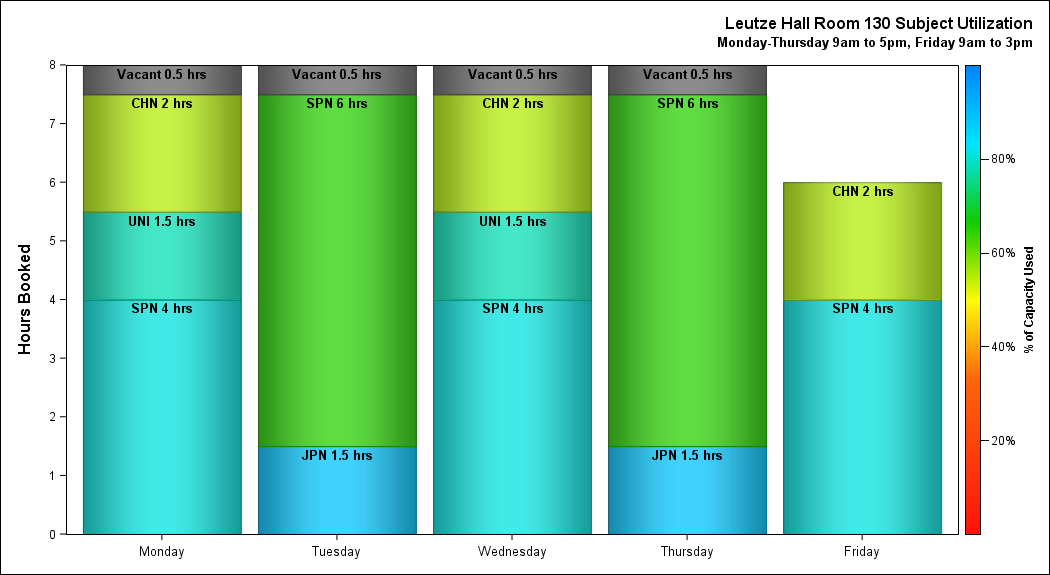 Leutze Hall Room 130 Subject Utilization
Monday-Thursday 9am to 5pm, Friday 9am to 3pm
Hours Booked
8
7
6
5
4
3
2
1
0
Vacant 0.5 hrs
CHN 2 hrs
UNI 1.5 hrs
SPN 4 hrs
Monday
Vacant 0.5 hrs
SPN 6 hrs
JPN 1.5 hrs
Tuesday
Vacant 0.5 hrs
CHN 2 hrs
UNI 1.5 hrs
SPN 4 hrs
Wednesday
Vacant 0.5 hrs
SPN 6 hrs
JPN 1.5 hrs
Thursday
CHN 2 hrs
SPN 4 hrs
Friday
80%
60%
40%
20%
% of Capacity Used